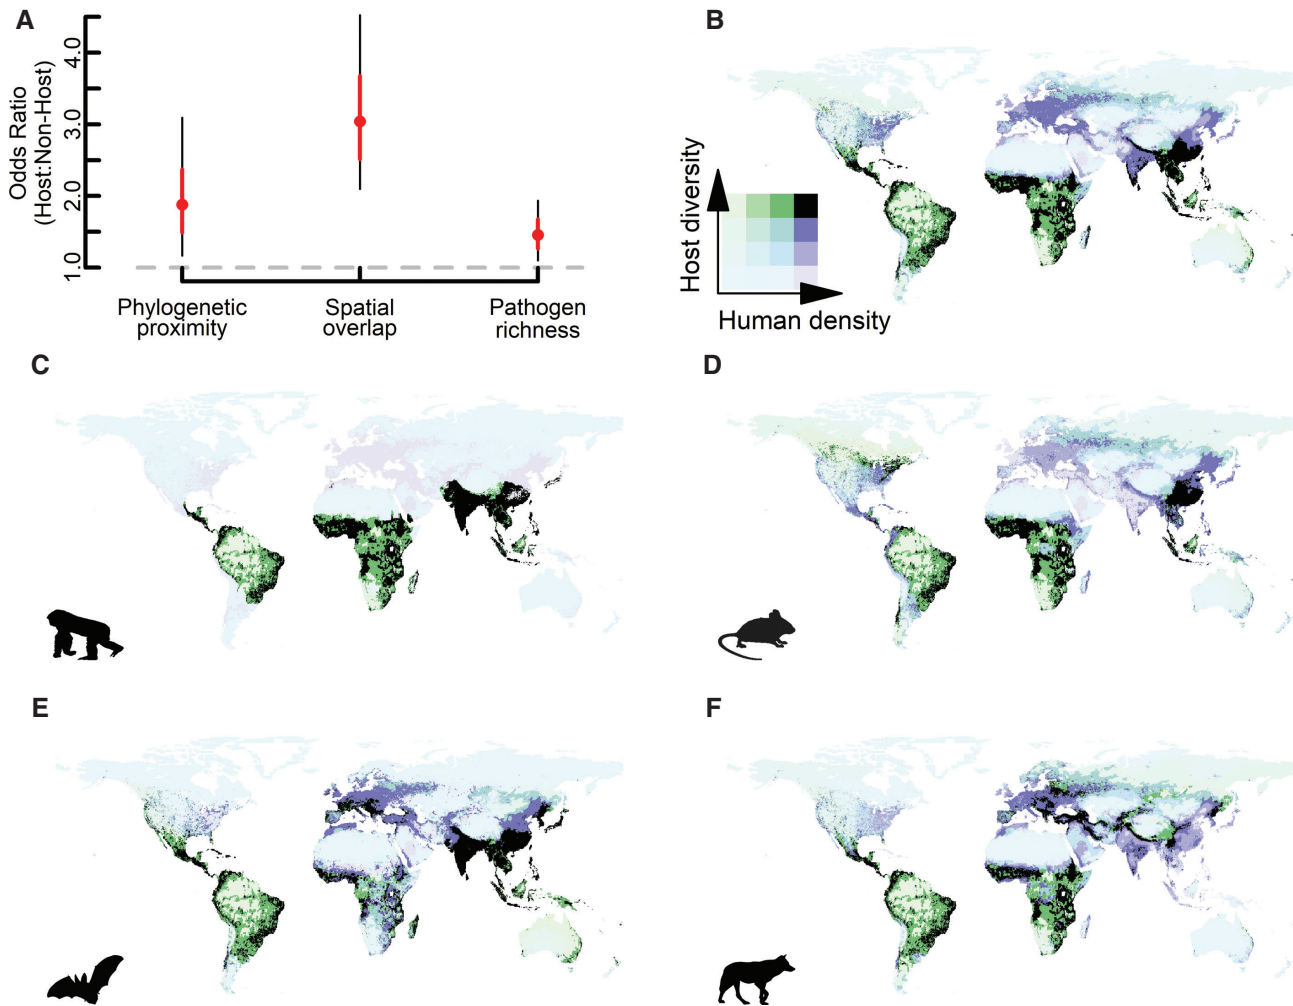 A
Odds Ratio
(Host:Non-Host)
4.0
3.0
2.0
1.0
Phylogenetic
proximity
Spatial
overlap
Pathogen
richness
B
Host diversity
Human density
C
D
E
F